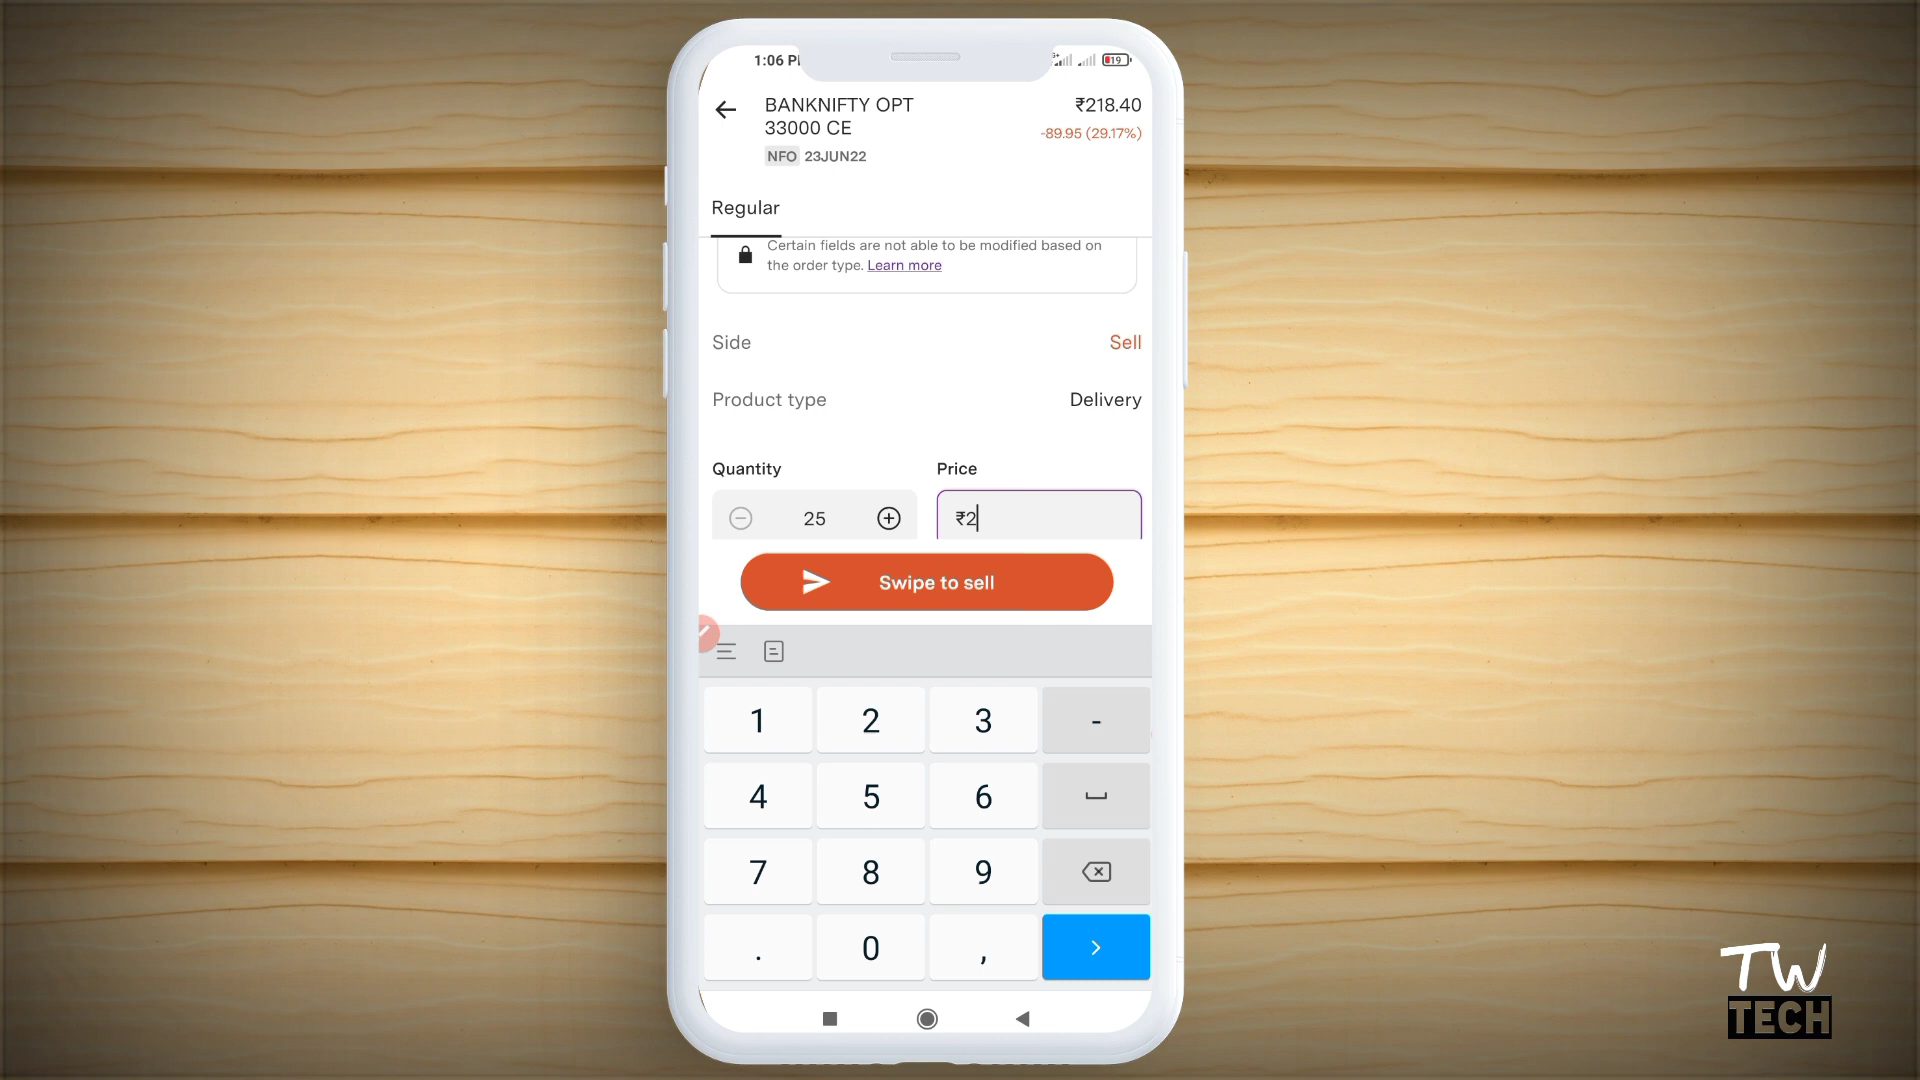 1:06 P
19
BANKNIFTY OPT
33000 CE
₹218.40
-89.95 (29.17%)
NFO 23JUN22
Regular
Certain fields are not able to be modified based on
the order type. Learn more
Side Sell
Product type Delivery
Quantity Price
25 ₹2
Swipe to sell
1 2 3 -
4 5 6
7 8 9
. 0 ,
TW
TECH